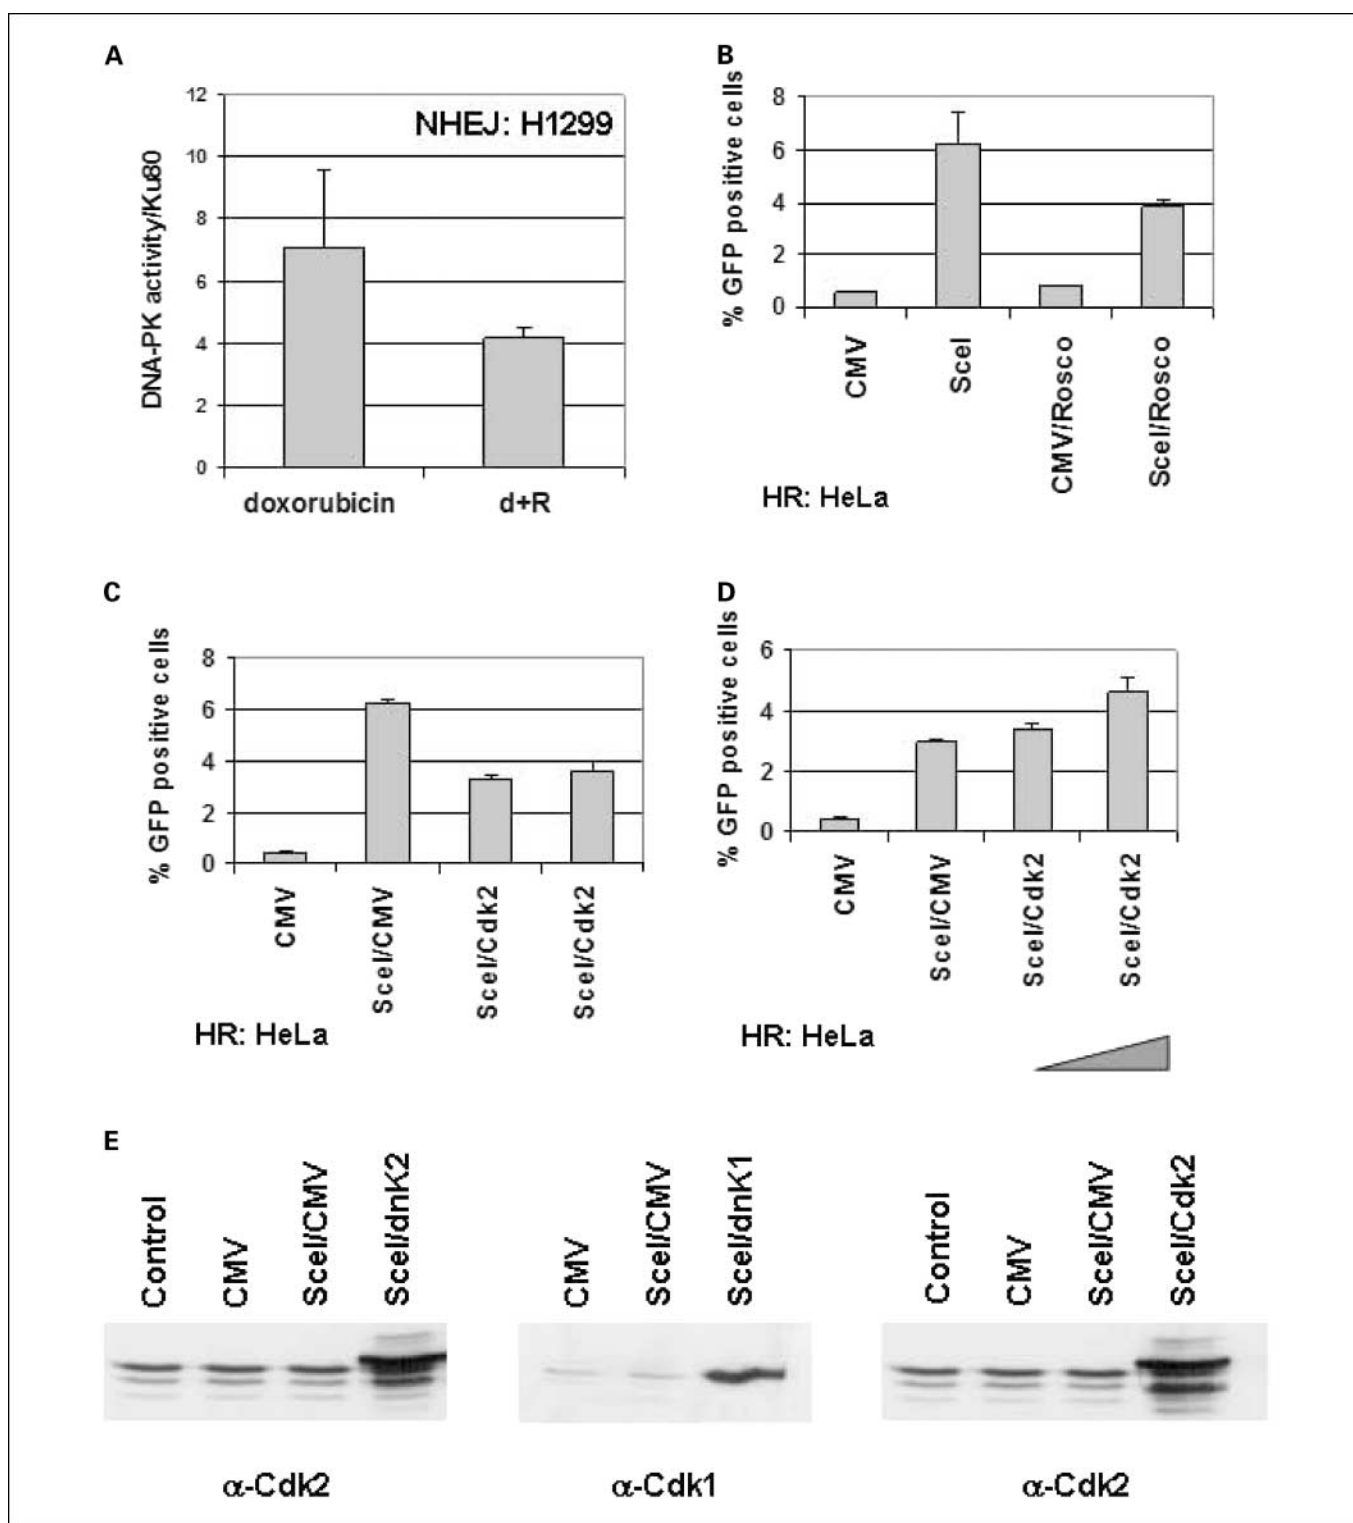 A
NHEJ: H1299
DNA-PK activity/Ku80
12
10
8
6
4
2
0
doxorubicin
d+R
B
% GFP positive cells
8
6
4
2
0
CMV
SceI
CMV/Rosco
SceI/Rosco
HR: HeLa
C
% GFP positive cells
8
6
4
2
0
CMV
SceI/CMV
SceI/Cdk2
SceI/Cdk2
HR: HeLa
D
% GFP positive cells
6
4
2
0
CMV
SceI/CMV
SceI/Cdk2
SceI/Cdk2
HR: HeLa
E
Control
CMV
SceI/CMV
SceI/dnK2
α-Cdk2
CMV
SceI/CMV
SceI/dnK1
α-Cdk1
Control
CMV
SceI/CMV
SceI/Cdk2
α-Cdk2